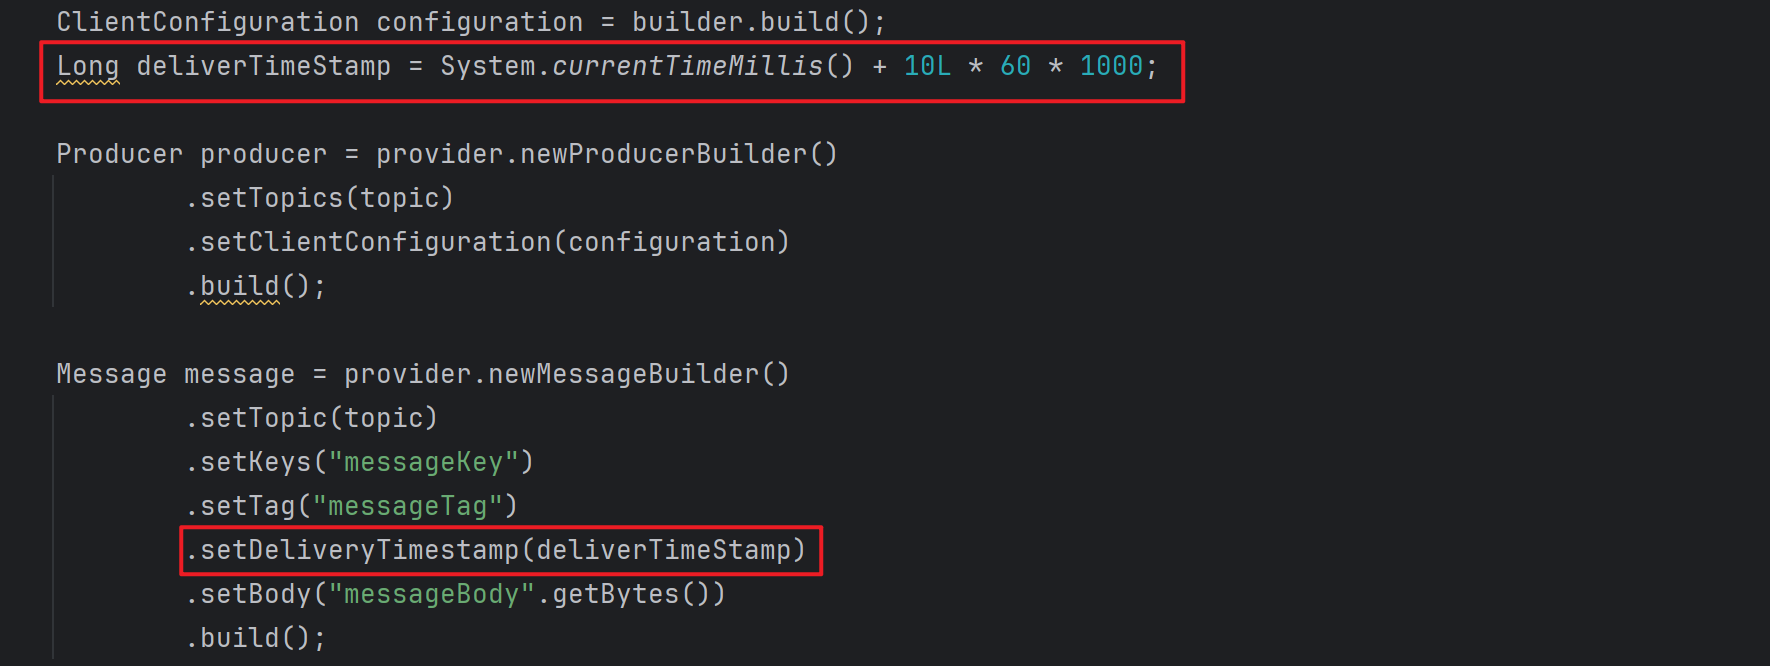 ClientConfiguration configuration = builder.build();
Long deliverTimeStamp = System.currentTimeMillis() + 10L * 60 * 1000;
Producer producer = provider.newProducerBuilder()
.setTopics(topic)
.setClientConfiguration(configuration)
.build();
Message message = provider.newMessageBuilder()
.setTopic(topic)
.setKeys("messageKey")
.setTag("messageTag")
.setDeliveryTimestamp(deliverTimeStamp)
.setBody("messageBody".getBytes())
.build();